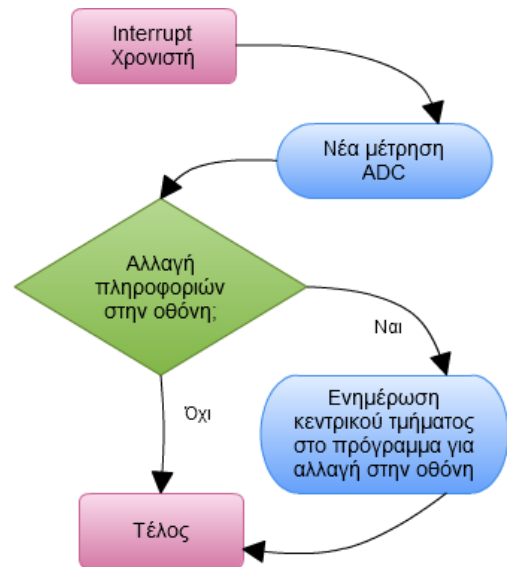 Interrupt
Χρονιστή
Νέα μέτρηση
ADC
Αλλαγή
πληροφοριών
στην οθόνη;
Ναι
Όχι
Ενημέρωση
κεντρικού τμήματος
στο πρόγραμμα για
αλλαγή στην οθόνη
Τέλος